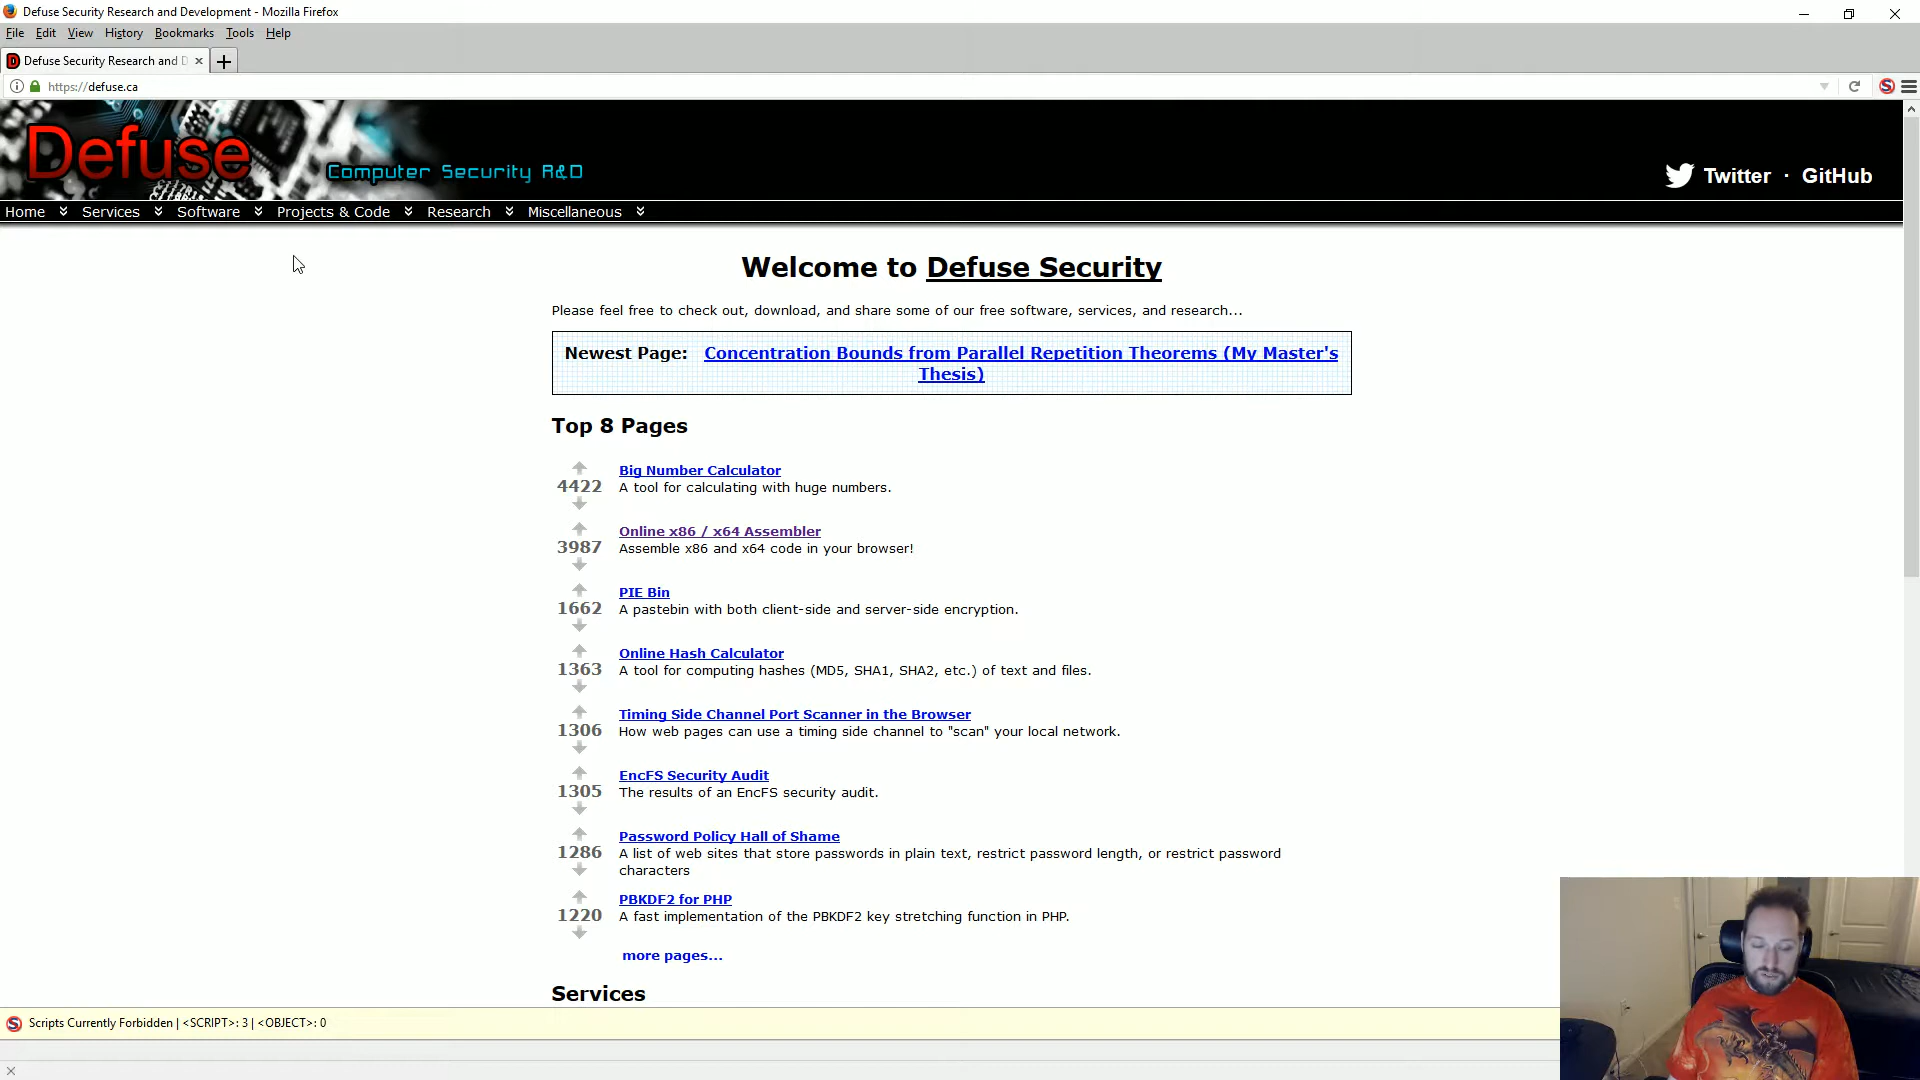 Defuse Security Research and Development - Mozilla Firefox
File Edit View History Bookmarks Tools Help
Defuse Security Research and D
https://defuse.ca
Defuse
Computer Security R&D
Twitter · GitHub
Home Services Software Projects & Code Research Miscellaneous
Welcome to Defuse Security
Please feel free to check out, download, and share some of our free software, services, and research...
Newest Page: Concentration Bounds from Parallel Repetition Theorems (My Master's
Thesis)
Top 8 Pages
Big Number Calculator
4422 A tool for calculating with huge numbers.
Online x86 / x64 Assembler
3987 Assemble x86 and x64 code in your browser!
PIE Bin
1662 A pastebin with both client-side and server-side encryption.
Online Hash Calculator
1363 A tool for computing hashes (MD5, SHA1, SHA2, etc.) of text and files.
Timing Side Channel Port Scanner in the Browser
1306 How web pages can use a timing side channel to "scan" your local network.
EncFS Security Audit
1305 The results of an EncFS security audit.
Password Policy Hall of Shame
1286 A list of web sites that store passwords in plain text, restrict password length, or restrict password
characters
PBKDF2 for PHP
1220 A fast implementation of the PBKDF2 key stretching function in PHP.
more pages...
Services
Scripts Currently Forbidden | <SCRIPT>: 3 | <OBJECT>: 0